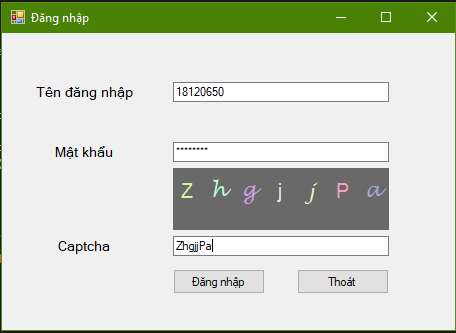 Đăng nhập
Tên đăng nhập 18120650
Mật khẩu ********
Z h g j j P a
Captcha ZhgjjPa
Đăng nhập Thoát